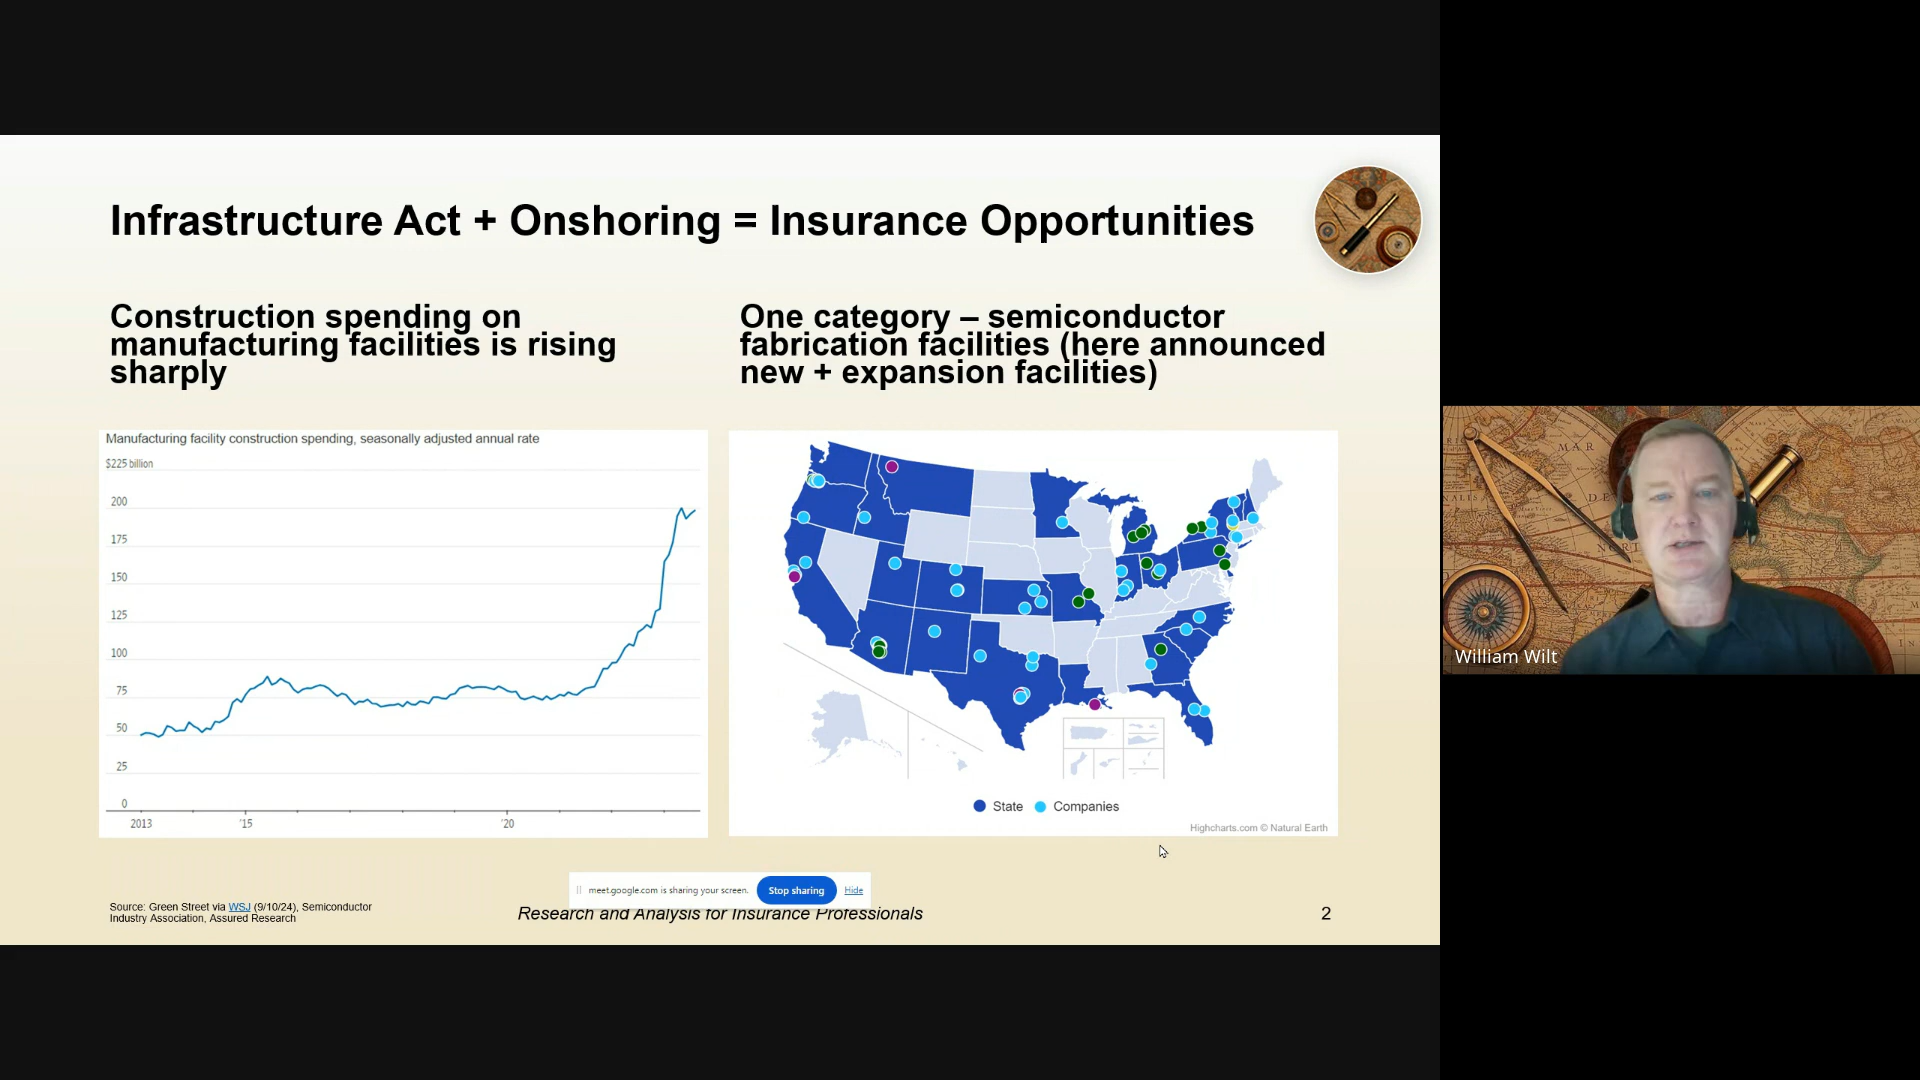 Infrastructure Act + Onshoring = Insurance Opportunities
Construction spending on
manufacturing facilities is rising
sharply
One category – semiconductor
fabrication facilities (here announced
new + expansion facilities)
Manufacturing facility construction spending, seasonally adjusted annual rate
$225 billion
200
175
150
125
100
75
50
25
0
2013
'15
'20
State
Companies
Highcharts.com © Natural Earth
meet.google.com is sharing your screen.
Stop sharing
Hide
Source: Green Street via WSJ (9/10/24), Semiconductor
Industry Association, Assured Research
Research and Analysis for Insurance Professionals
2
MAR
William Wilt